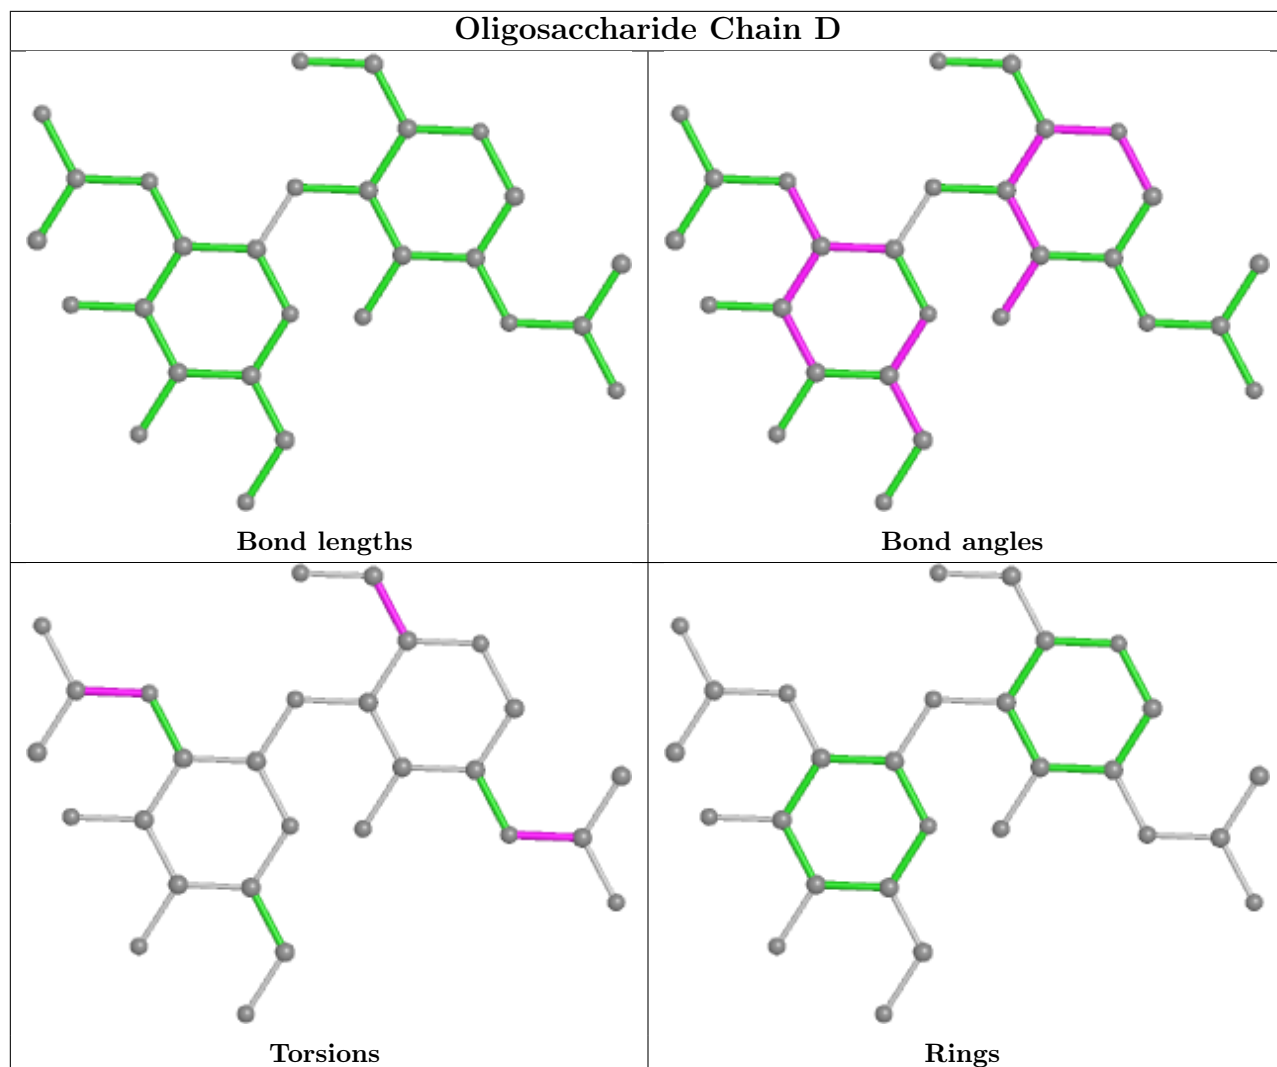 Oligosaccharide Chain D
Bond lengths
Bond angles
Torsions
Rings